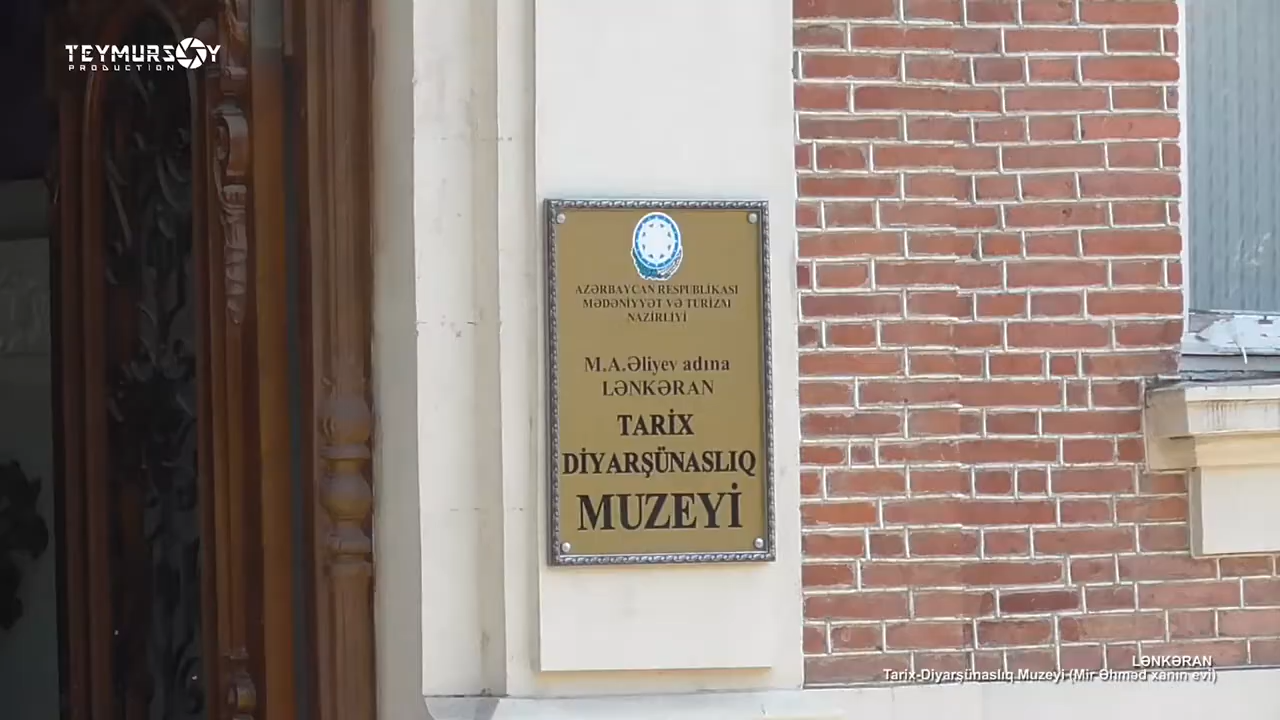 TEYMURSOY
PRODUCTION
AZƏRBAYCAN RESPUBLİKASI
MƏDƏNİYYƏT VƏ TURİZM
NAZİRLİYİ
M.A.Əliyev adına
LƏNKƏRAN
TARİX
DİYARŞÜNASLIQ
MUZEYİ
LƏNKƏRAN
Tarix-Diyarşünaslıq Muzeyi (Mir Əhməd xanın evi)